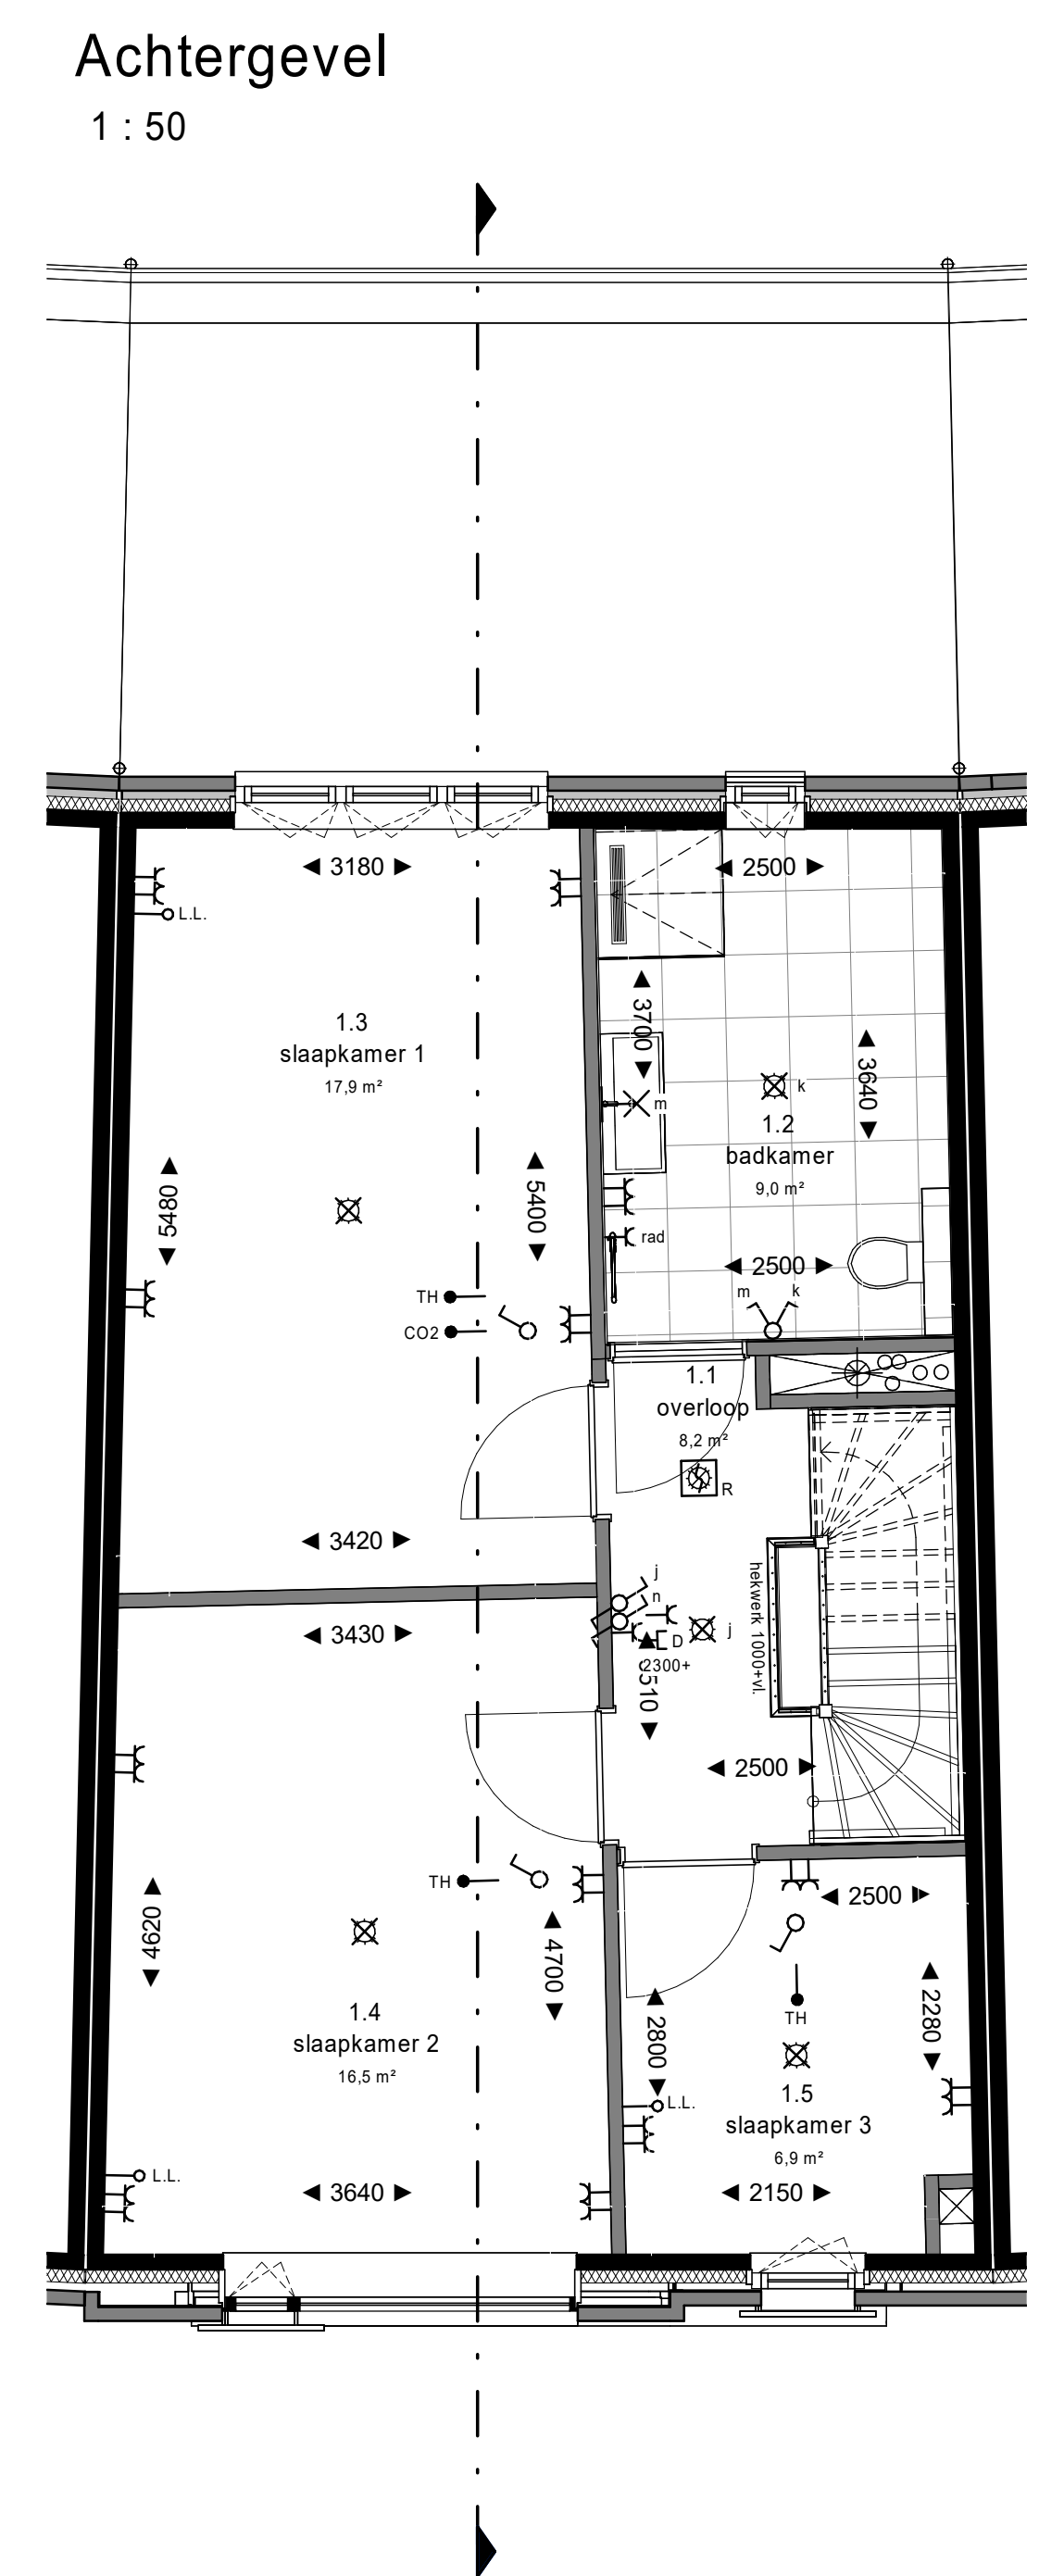 Achtergevel
1 : 50
3180
2500
L.L.
3700
1.3
slaapkamer 1
17,9 m²
3640
k
m
1.2
badkamer
9,0 m²
5480
5400
rad
2500
m
k
TH
CO2
1.1
overloop
8,2 m²
R
3420
hekwerk 1000+vl.
j
n
3430
j
D
2300+
2500
TH
2500
4620
4700
2280
2800
TH
1.4
slaapkamer 2
16,5 m²
1.5
slaapkamer 3
6,9 m²
L.L.
L.L.
3640
2150